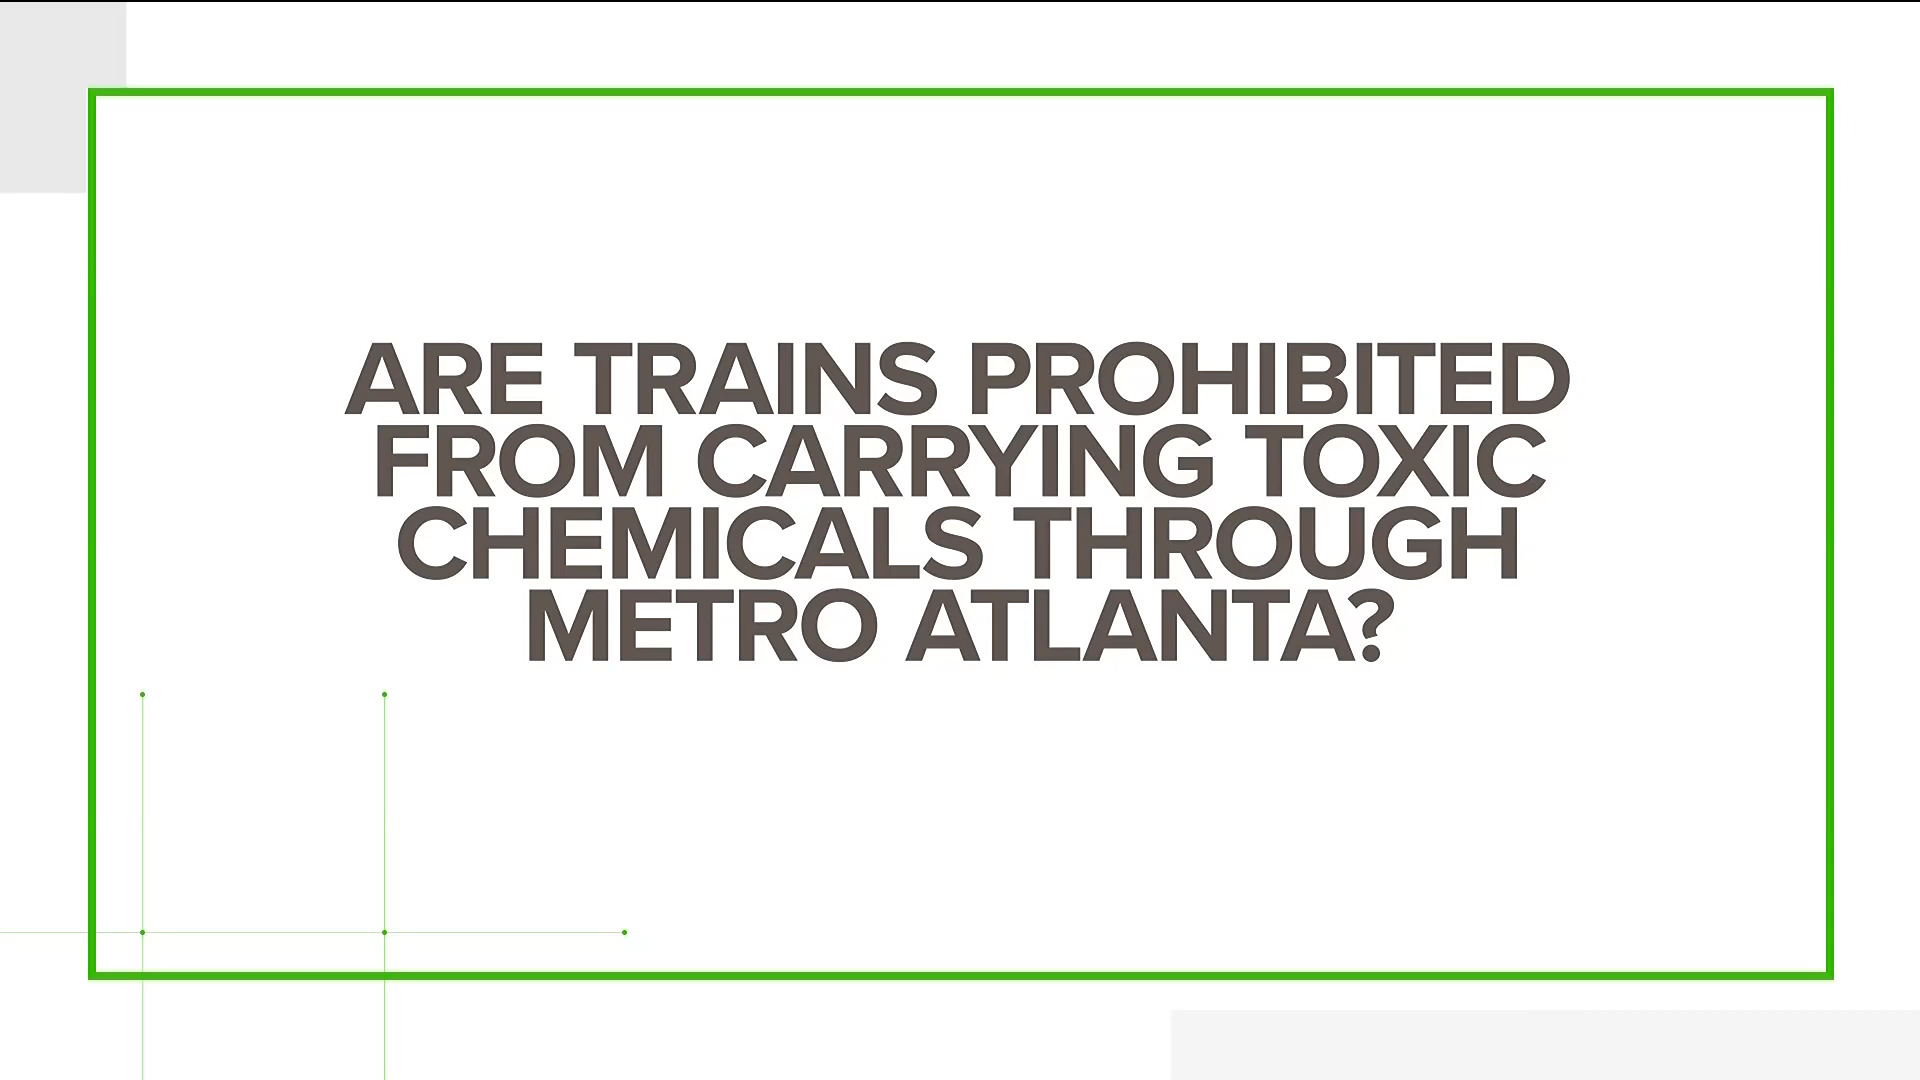 ARE TRAINS PROHIBITED
FROM CARRYING TOXIC
CHEMICALS THROUGH
METRO ATLANTA?